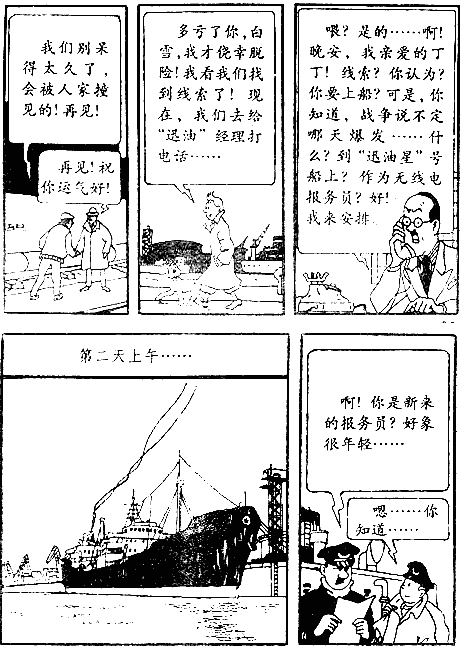 我们别呆
得太久了，
会被人家撞
见的！再见！
再见！祝
你运气好！
多亏了你，白
雪，我才侥幸脱
险！我看我们找
到线索了！现
在，我们去给
“迅油”经理打
电话……
喂？是的……啊！
晚安，我亲爱的丁
丁！线索？你认为？
你要上船？可是，你
知道，战争说不定
哪天爆发……什
么？到“迅油星”号
船上？作为无线电
报务员？好！
我来安排
第二天上午……
啊！你是新来
的报务员？好象
很年轻……
嗯……你
知道……